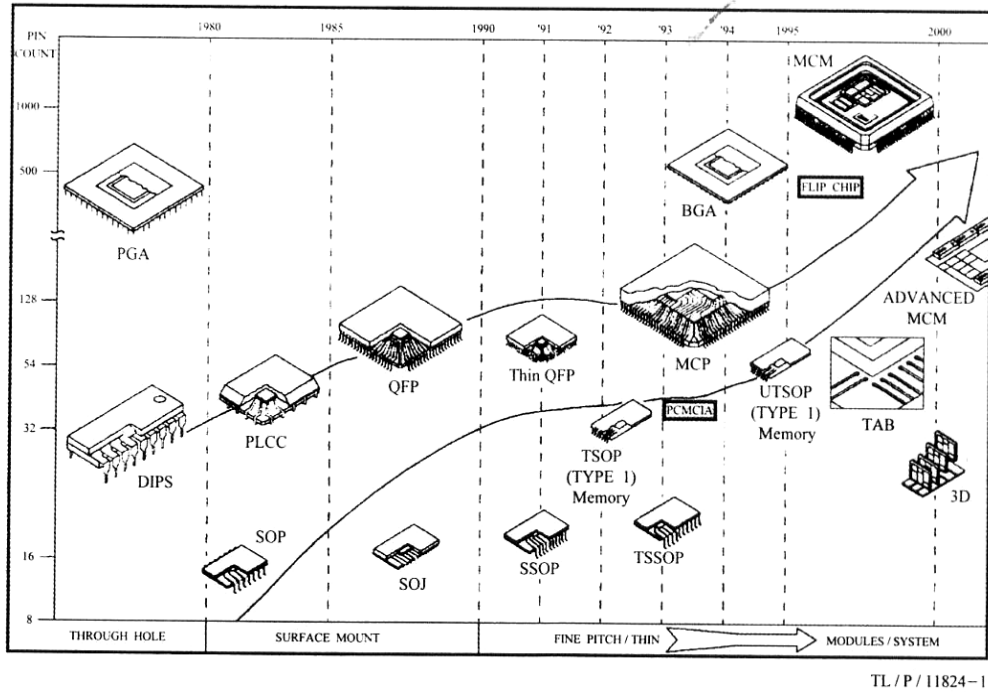 PIN
COUNT
1980
1985
1990
'91
'92
'93
'94
1995
2000
1000
500
128
54
32
16
8
MCM
FLIP CHIP
BGA
PGA
ADVANCED
MCM
QFP
Thin QFP
MCP
UTSOP
(TYPE 1)
Memory
TAB
PLCC
PCMCIA
DIPS
TSOP
(TYPE 1)
Memory
3D
SOP
SOJ
SSOP
TSSOP
THROUGH HOLE
SURFACE MOUNT
FINE PITCH / THIN
MODULES / SYSTEM
TL / P / 11824-1